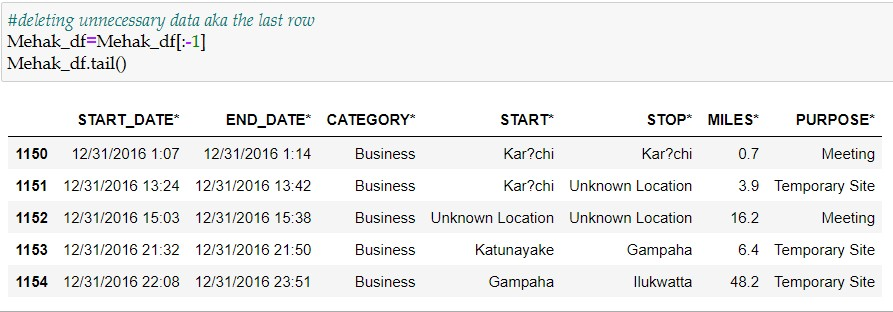 #deleting unnecessary data aka the last row
Mehak_df=Mehak_df[:-1]
Mehak_df.tail()
START_DATE* END_DATE* CATEGORY* START* STOP* MILES* PURPOSE*
1150 12/31/2016 1:07 12/31/2016 1:14 Business Kar?chi Kar?chi 0.7 Meeting
1151 12/31/2016 13:24 12/31/2016 13:42 Business Kar?chi Unknown Location 3.9 Temporary Site
1152 12/31/2016 15:03 12/31/2016 15:38 Business Unknown Location Unknown Location 16.2 Meeting
1153 12/31/2016 21:32 12/31/2016 21:50 Business Katunayake Gampaha 6.4 Temporary Site
1154 12/31/2016 22:08 12/31/2016 23:51 Business Gampaha Ilukwatta 48.2 Temporary Site